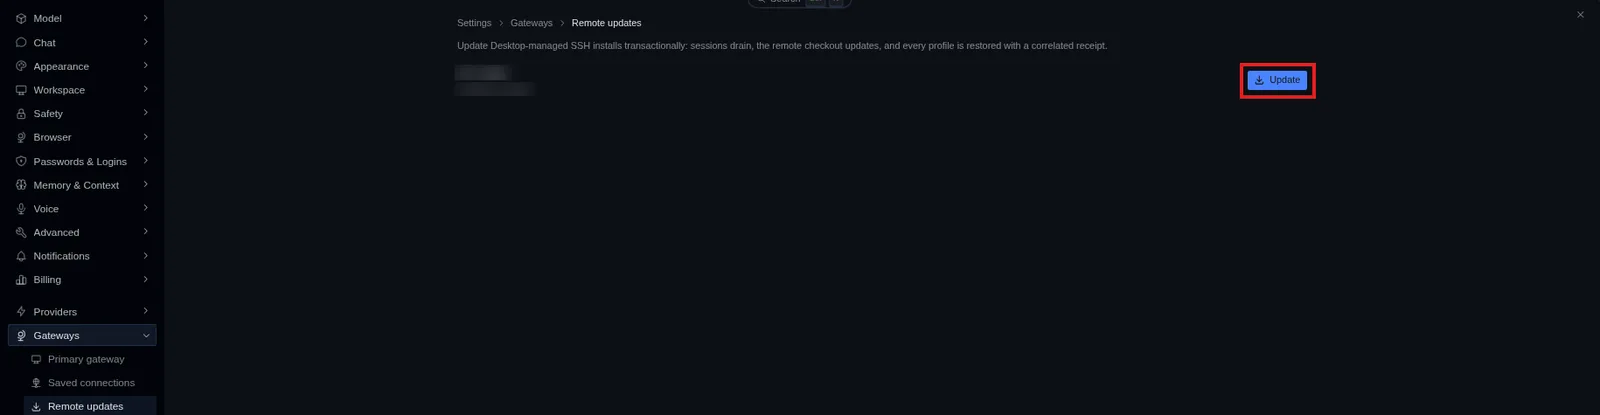 Search
Model
Chat
Appearance
Workspace
Safety
Browser
Passwords & Logins
Memory & Context
Voice
Advanced
Notifications
Billing
Providers
Gateways
Primary gateway
Saved connections
Remote updates
Settings > Gateways > Remote updates
Update Desktop-managed SSH installs transactionally: sessions drain, the remote checkout updates, and every profile is restored with a correlated receipt.
Update